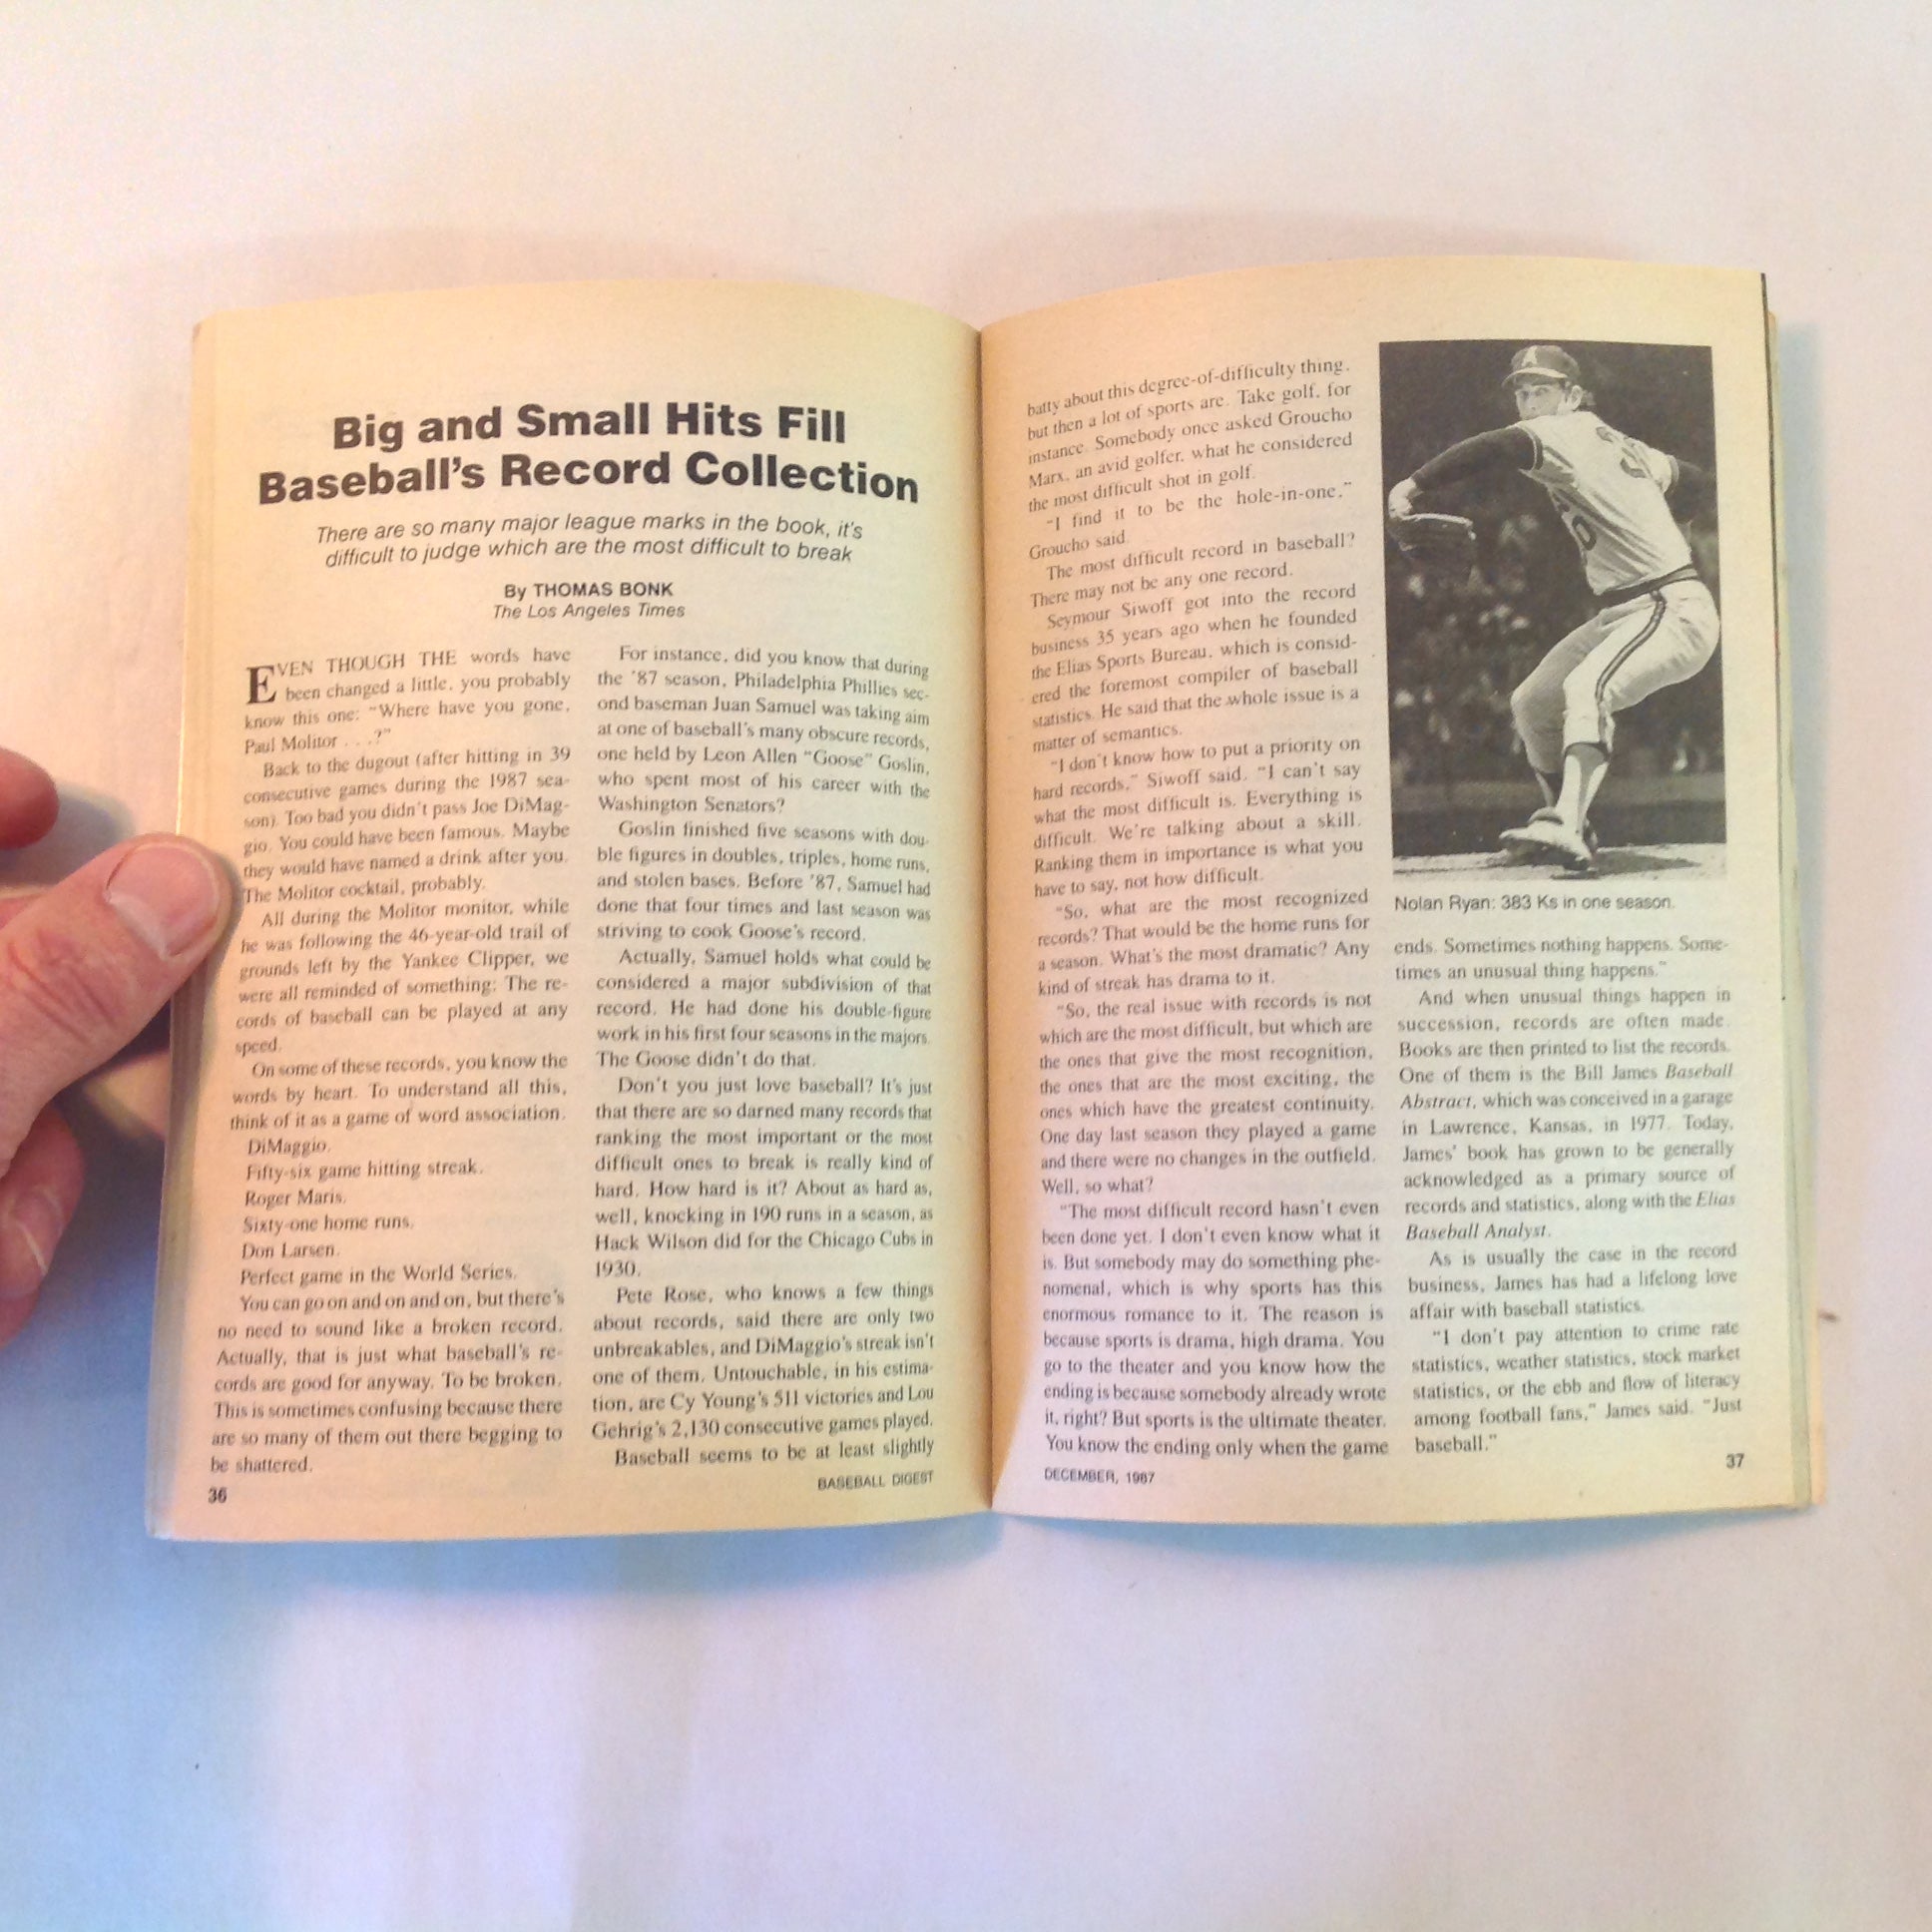 Big and Small Hits Fill
Baseball's Record Collection
There are so many major league marks in the book, it's
difficult to judge which are the most difficult to break
By THOMAS BONK
The Los Angeles Times
EVEN THOUGH THE words have
been changed a little, you probably
know this one: "Where have you gone,
Paul Molitor . . .?"
Back to the dugout (after hitting in 39
consecutive games during the 1987 sea-
son). Too bad you didn't pass Joe DiMag-
gio. You could have been famous. Maybe
they would have named a drink after you.
The Molitor cocktail, probably.
All during the Molitor monitor, while
he was following the 46-year-old trail of
grounds left by the Yankee Clipper, we
were all reminded of something: The re-
cords of baseball can be played at any
speed.
On some of these records, you know the
words by heart. To understand all this,
think of it as a game of word association.
DiMaggio.
Fifty-six game hitting streak.
Roger Maris.
Sixty-one home runs.
Don Larsen.
Perfect game in the World Series.
You can go on and on and on, but there's
no need to sound like a broken record.
Actually, that is just what baseball's re-
cords are good for anyway. To be broken.
This is sometimes confusing because there
are so many of them out there begging to
be shattered.
36
For instance, did you know that during
the '87 season, Philadelphia Phillies sec-
ond baseman Juan Samuel was taking aim
at one of baseball's many obscure records,
one held by Leon Allen "Goose" Goslin,
who spent most of his career with the
Washington Senators?
Goslin finished five seasons with dou-
ble figures in doubles, triples, home runs,
and stolen bases. Before '87, Samuel had
done that four times and last season was
striving to cook Goose's record.
Actually, Samuel holds what could be
considered a major subdivision of that
record. He had done his double-figure
work in his first four seasons in the majors.
The Goose didn't do that.
Don't you just love baseball? It's just
that there are so darned many records that
ranking the most important or the most
difficult ones to break is really kind of
hard. How hard is it? About as hard as,
well, knocking in 190 runs in a season, as
Hack Wilson did for the Chicago Cubs in
1930.
Pete Rose, who knows a few things
about records, said there are only two
unbreakables, and DiMaggio's streak isn't
one of them. Untouchable, in his estima-
tion, are Cy Young's 511 victories and Lou
Gehrig's 2,130 consecutive games played.
Baseball seems to be at least slightly
BASEBALL DIGEST
batty about this degree-of-difficulty thing,
but then a lot of sports are. Take golf, for
instance. Somebody once asked Groucho
Marx, an avid golfer, what he considered
the most difficult shot in golf.
"I find it to be the hole-in-one,"
Groucho said.
The most difficult record in baseball?
There may not be any one record.
Seymour Siwoff got into the record
business 35 years ago when he founded
the Elias Sports Bureau, which is consid-
ered the foremost compiler of baseball
statistics. He said that the whole issue is a
matter of semantics.
"I don't know how to put a priority on
hard records," Siwoff said. "I can't say
what the most difficult is. Everything is
difficult. We're talking about a skill.
Ranking them in importance is what you
have to say, not how difficult.
"So, what are the most recognized
records? That would be the home runs for
a season. What's the most dramatic? Any
kind of streak has drama to it.
"So, the real issue with records is not
which are the most difficult, but which are
the ones that give the most recognition,
the ones that are the most exciting, the
ones which have the greatest continuity.
One day last season they played a game
and there were no changes in the outfield.
Well, so what?
"The most difficult record hasn't even
been done yet. I don't even know what it
is. But somebody may do something phe-
nomenal, which is why sports has this
enormous romance to it. The reason is
because sports is drama, high drama. You
go to the theater and you know how the
ending is because somebody already wrote
it, right? But sports is the ultimate theater.
You know the ending only when the game
DECEMBER, 1987
A
Nolan Ryan: 383 Ks in one season.
ends. Sometimes nothing happens. Some-
times an unusual thing happens."
And when unusual things happen in
succession, records are often made.
Books are then printed to list the records.
One of them is the Bill James Baseball
Abstract, which was conceived in a garage
in Lawrence, Kansas, in 1977. Today,
James' book has grown to be generally
acknowledged as a primary source of
records and statistics, along with the Elias
Baseball Analyst.
As is usually the case in the record
business, James has had a lifelong love
affair with baseball statistics.
"I don't pay attention to crime rate
statistics, weather statistics, stock market
statistics, or the ebb and flow of literacy
among football fans," James said. "Just
baseball."
37